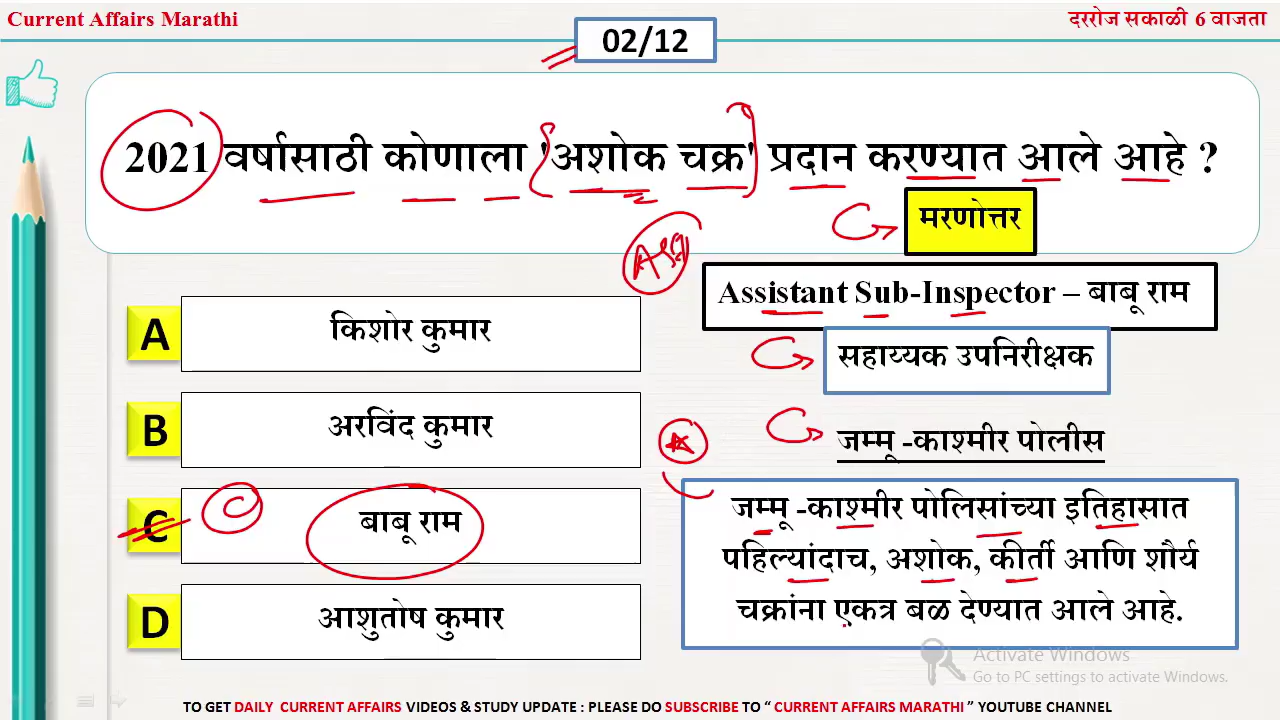 Current Affairs Marathi
दररोज सकाळी 6 वाजता
02/12
2021 वर्षासाठी कोणाला 'अशोक चक्र' प्रदान करण्यात आले आहे ?
मरणोत्तर
ASI
Assistant Sub-Inspector – बाबू राम
A किशोर कुमार
सहाय्यक उपनिरीक्षक
B अरविंद कुमार
जम्मू -काश्मीर पोलीस
C C बाबू राम
जम्मू -काश्मीर पोलिसांच्या इतिहासात
पहिल्यांदाच, अशोक, कीर्ती आणि शौर्य
चक्रांना एकत्र बळ देण्यात आले आहे.
D आशुतोष कुमार
Activate Windows
Go to PC settings to activate Windows.
TO GET DAILY CURRENT AFFAIRS VIDEOS & STUDY UPDATE : PLEASE DO SUBSCRIBE TO “ CURRENT AFFAIRS MARATHI ” YOUTUBE CHANNEL